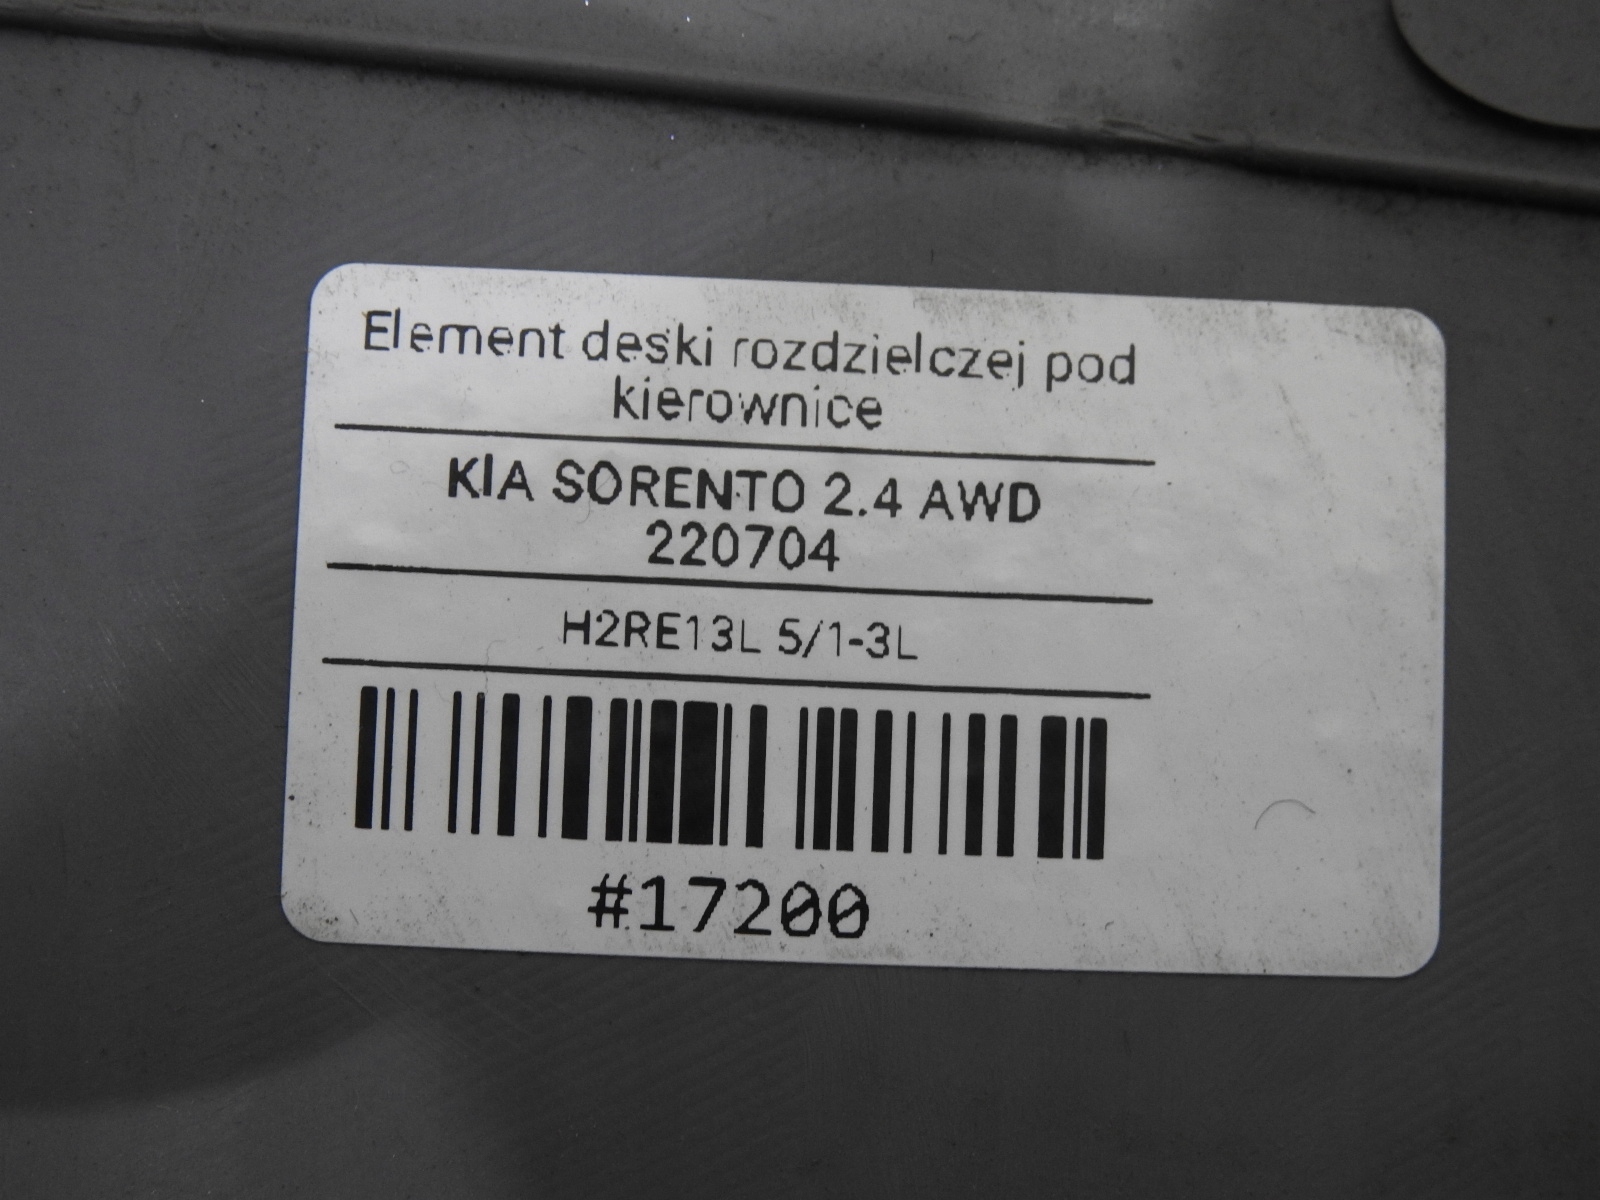 Element deski rozdzielczej pod
kierownice
KIA SORENTO 2.4 AWD
220704
H2RE13L 5/1-3L
#17200